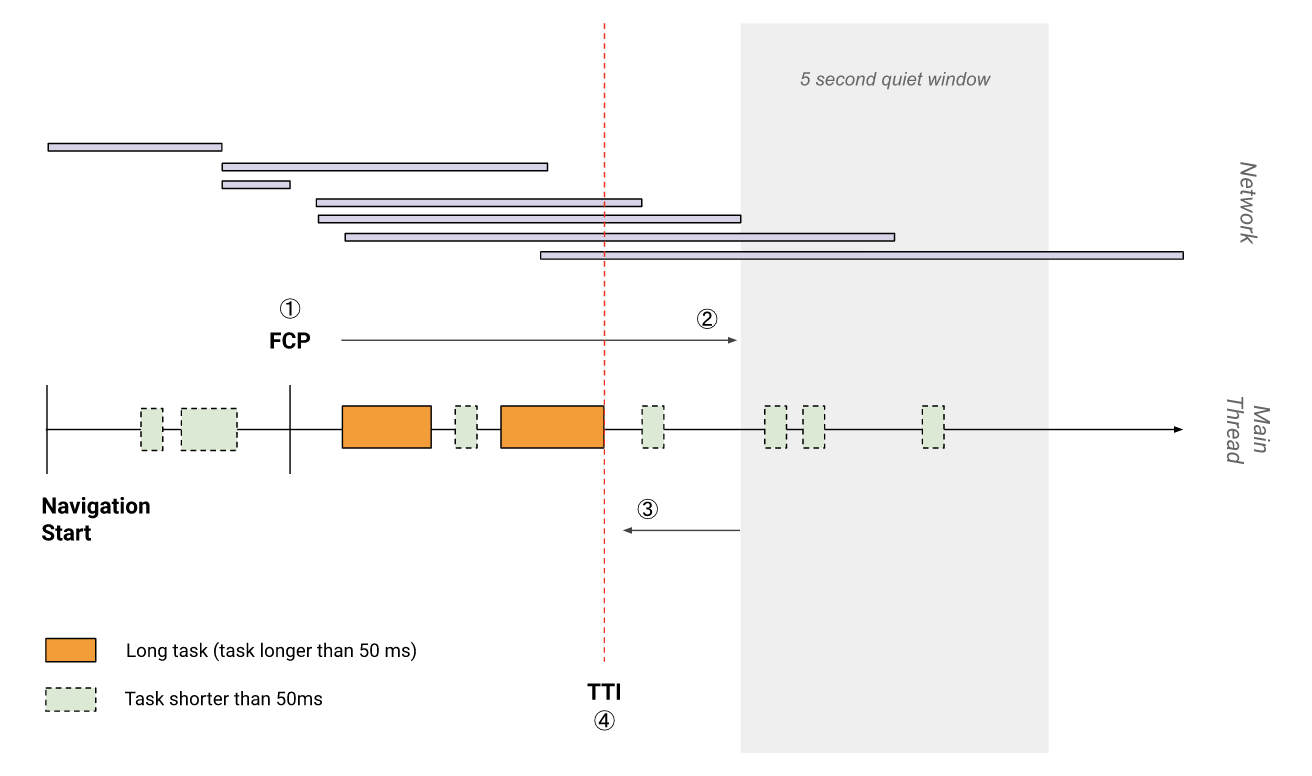 5 second quiet window
Network
①
FCP
②
Main
Thread
Navigation
Start
③
Long task (task longer than 50 ms)
Task shorter than 50ms
TTI
④